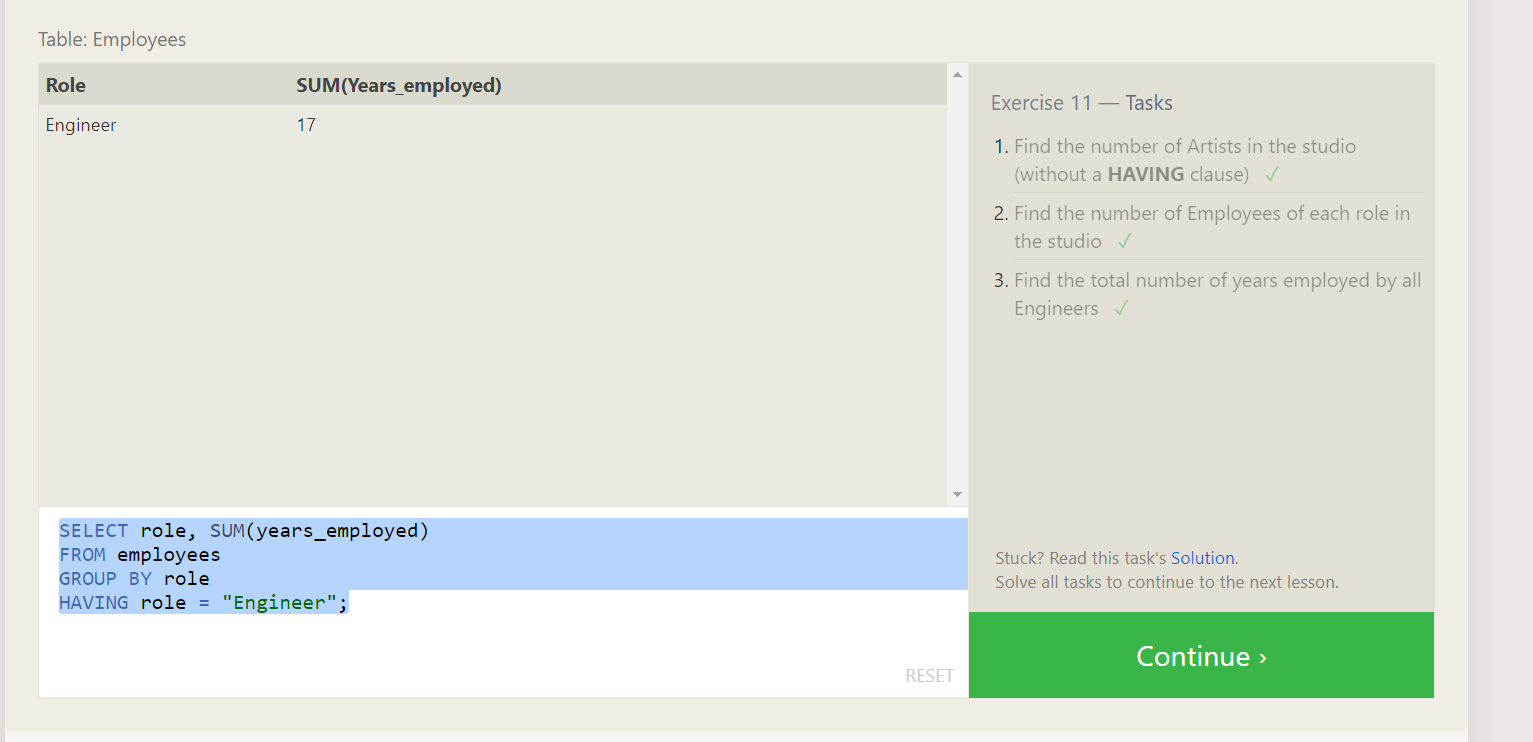 Table: Employees
Role SUM(Years_employed)
Engineer 17
SELECT role, SUM(years_employed)
FROM employees
GROUP BY role
HAVING role = "Engineer";
RESET
Exercise 11 — Tasks
1. Find the number of Artists in the studio
(without a HAVING clause) ✓
2. Find the number of Employees of each role in
the studio ✓
3. Find the total number of years employed by all
Engineers ✓
Stuck? Read this task's Solution.
Solve all tasks to continue to the next lesson.
Continue ›